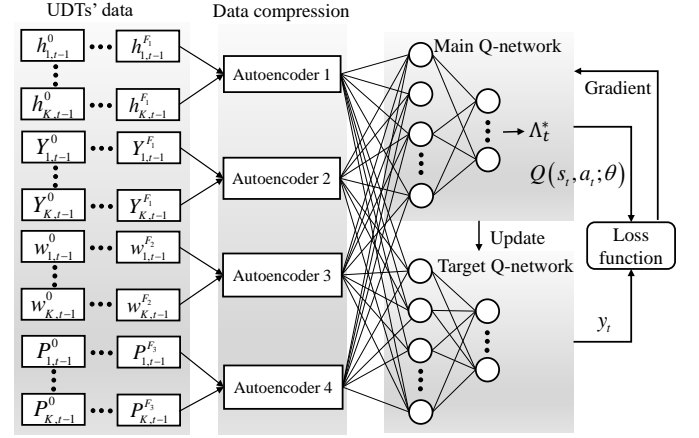 UDTs' data
Data compression
h^0_{1,t-1} ••• h^{F_1}_{1,t-1}
h^0_{K,t-1} ••• h^{F_1}_{K,t-1}
Y^0_{1,t-1} ••• Y^{F_1}_{1,t-1}
Y^0_{K,t-1} ••• Y^{F_1}_{K,t-1}
w^0_{1,t-1} ••• w^{F_2}_{1,t-1}
w^0_{K,t-1} ••• w^{F_2}_{K,t-1}
P^0_{1,t-1} ••• P^{F_3}_{1,t-1}
P^0_{K,t-1} ••• P^{F_3}_{K,t-1}
Autoencoder 1
Autoencoder 2
Autoencoder 3
Autoencoder 4
Main Q-network
Λ^*_t
Update
Target Q-network
Gradient
Q(s_t, a_t; θ)
Loss
function
y_t